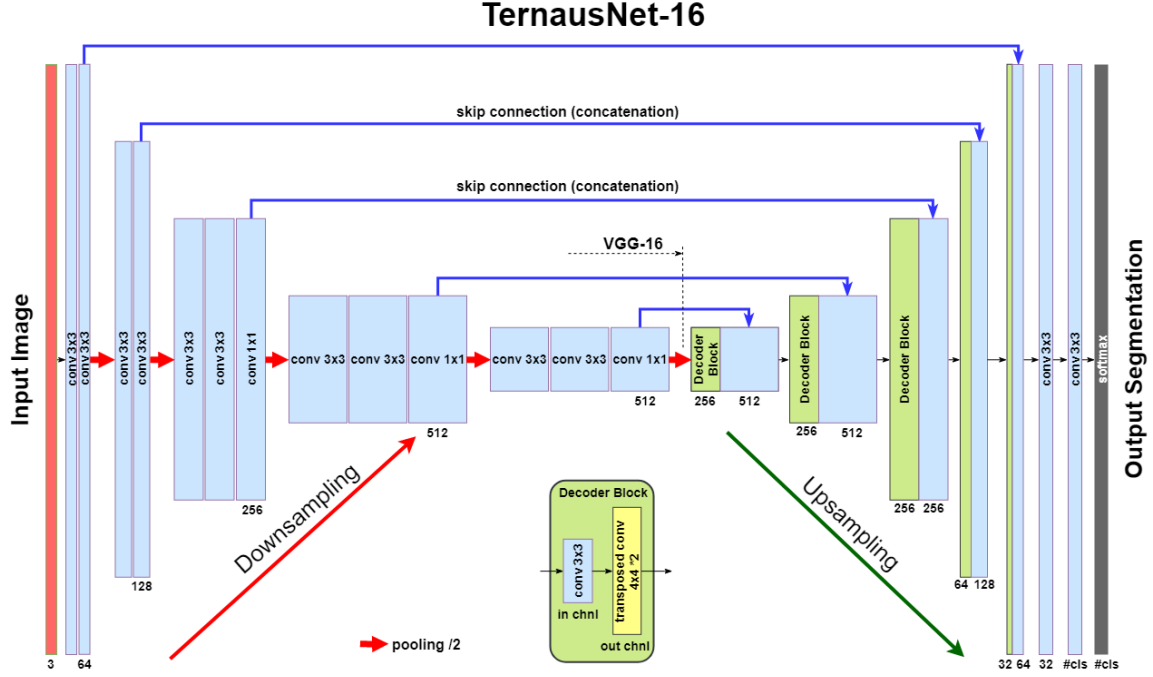 TernausNet-16
skip connection (concatenation)
skip connection (concatenation)
VGG-16
Input Image
conv 3x3
conv 3x3
conv 3x3
conv 3x3
conv 3x3
conv 3x3
conv 1x1
conv 3x3
conv 3x3
conv 1x1
conv 3x3
conv 3x3
conv 1x1
Decoder
Block
Decoder Block
Decoder Block
conv 3x3
conv 3x3
softmax
Output Segmentation
512
256
512
512
256
512
256
256
256
128
64
128
Downsampling
Upsampling
Decoder Block
conv 3x3
transposed conv
4x4 *2
in chnl
out chnl
pooling /2
3
64
32
64
32
#cls
#cls